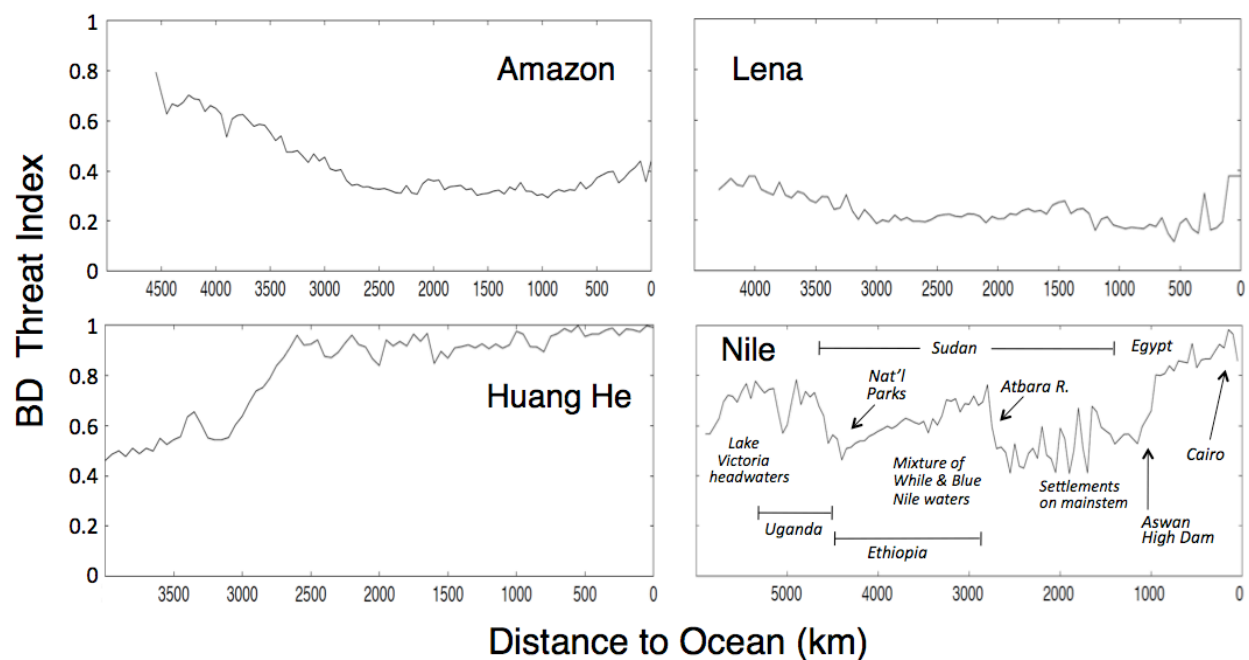 BD Threat Index
1
0.8
0.6
0.4
0.2
0
Amazon
4500 4000 3500 3000 2500 2000 1500 1000 500 0
Lena
4000 3500 3000 2500 2000 1500 1000 500 0
1
0.8
0.6
0.4
0.2
0
Huang He
3500 3000 2500 2000 1500 1000 500 0
Nile
Sudan
Egypt
Nat'l
Parks
Atbara R.
Lake
Victoria
headwaters
Mixture of
While & Blue
Nile waters
Settlements
on mainstem
Cairo
Aswan
High Dam
Uganda
Ethiopia
5000 4000 3000 2000 1000 0
Distance to Ocean (km)